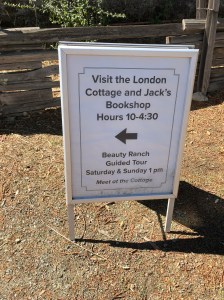 Visit the London
Cottage and Jack's
Bookshop
Hours 10-4:30
Beauty Ranch
Guided Tour
Saturday & Sunday 1 pm
Meet at the Cottage